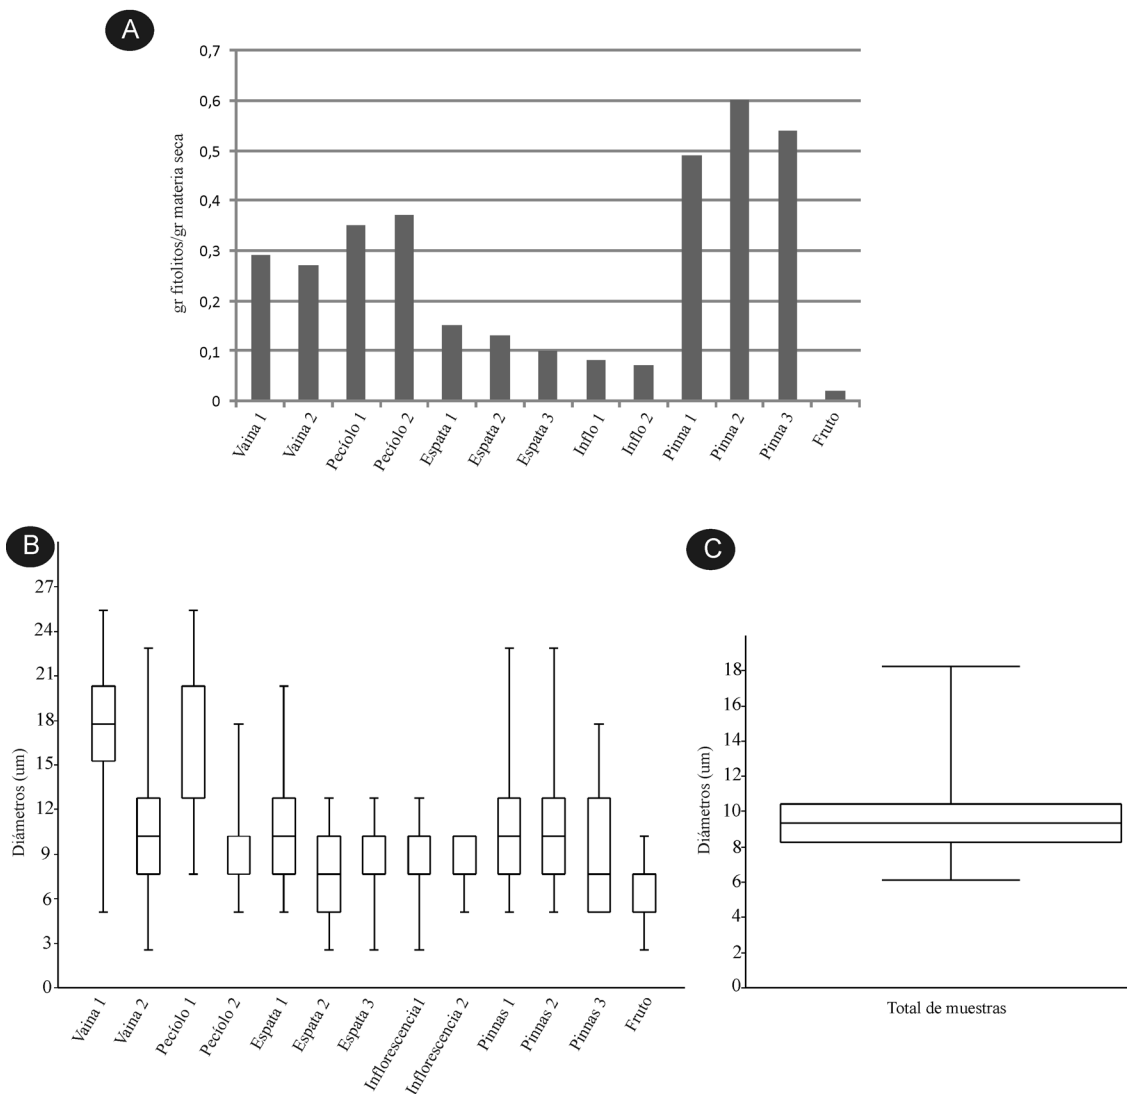 A
gr fitolitos/gr materia seca
0,7
0,6
0,5
0,4
0,3
0,2
0,1
0
Vaina 1
Vaina 2
Pecíolo 1
Pecíolo 2
Espata 1
Espata 2
Espata 3
Inflo 1
Inflo 2
Pinna 1
Pinna 2
Pinna 3
Fruto
B
Diámetros (um)
27
24
21
18
15
12
9
6
3
0
Vaina 1
Vaina 2
Pecíolo 1
Pecíolo 2
Espata 1
Espata 2
Espata 3
Inflorescencia1
Inflorescencia 2
Pinnas 1
Pinnas 2
Pinnas 3
Fruto
C
Diámetros (um)
18
16
14
12
10
8
6
4
2
0
Total de muestras